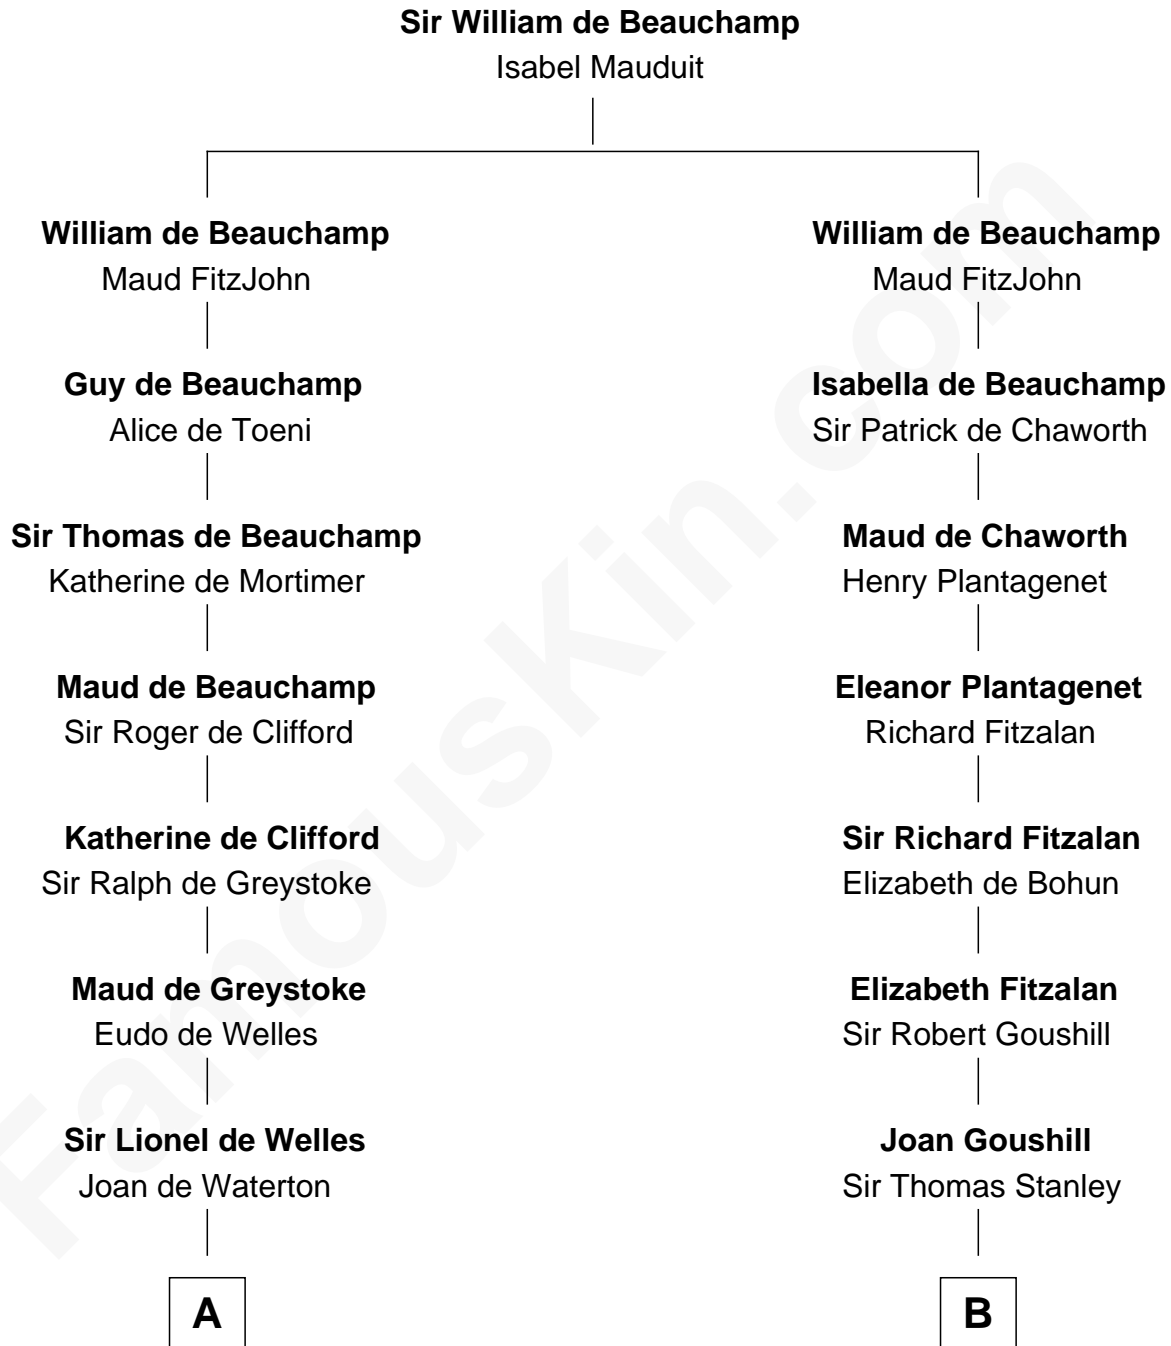 Sir William de Beauchamp
Isabel Mauduit
William de Beauchamp
Maud FitzJohn
William de Beauchamp
Maud FitzJohn
Guy de Beauchamp
Alice de Toeni
Isabella de Beauchamp
Sir Patrick de Chaworth
Sir Thomas de Beauchamp
Katherine de Mortimer
Maud de Chaworth
Henry Plantagenet
Maud de Beauchamp
Sir Roger de Clifford
Eleanor Plantagenet
Richard Fitzalan
Katherine de Clifford
Sir Ralph de Greystoke
Sir Richard Fitzalan
Elizabeth de Bohun
Maud de Greystoke
Eudo de Welles
Elizabeth Fitzalan
Sir Robert Goushill
Sir Lionel de Welles
Joan de Waterton
Joan Goushill
Sir Thomas Stanley
A
B
FamousKin.com